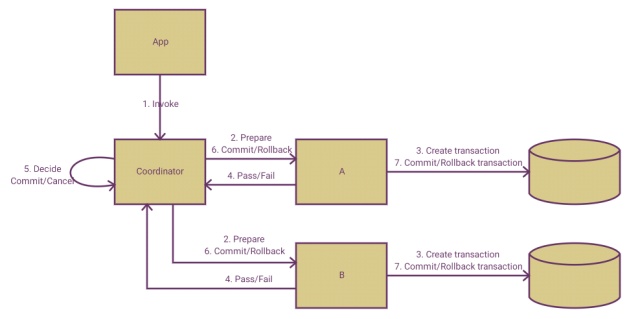 App
1. Invoke
2. Prepare
6. Commit/Rollback
3. Create transaction
7. Commit/Rollback transaction
5. Decide
Commit/Cancel
Coordinator
4. Pass/Fail
A
2. Prepare
6. Commit/Rollback
3. Create transaction
7. Commit/Rollback transaction
4. Pass/Fail
B